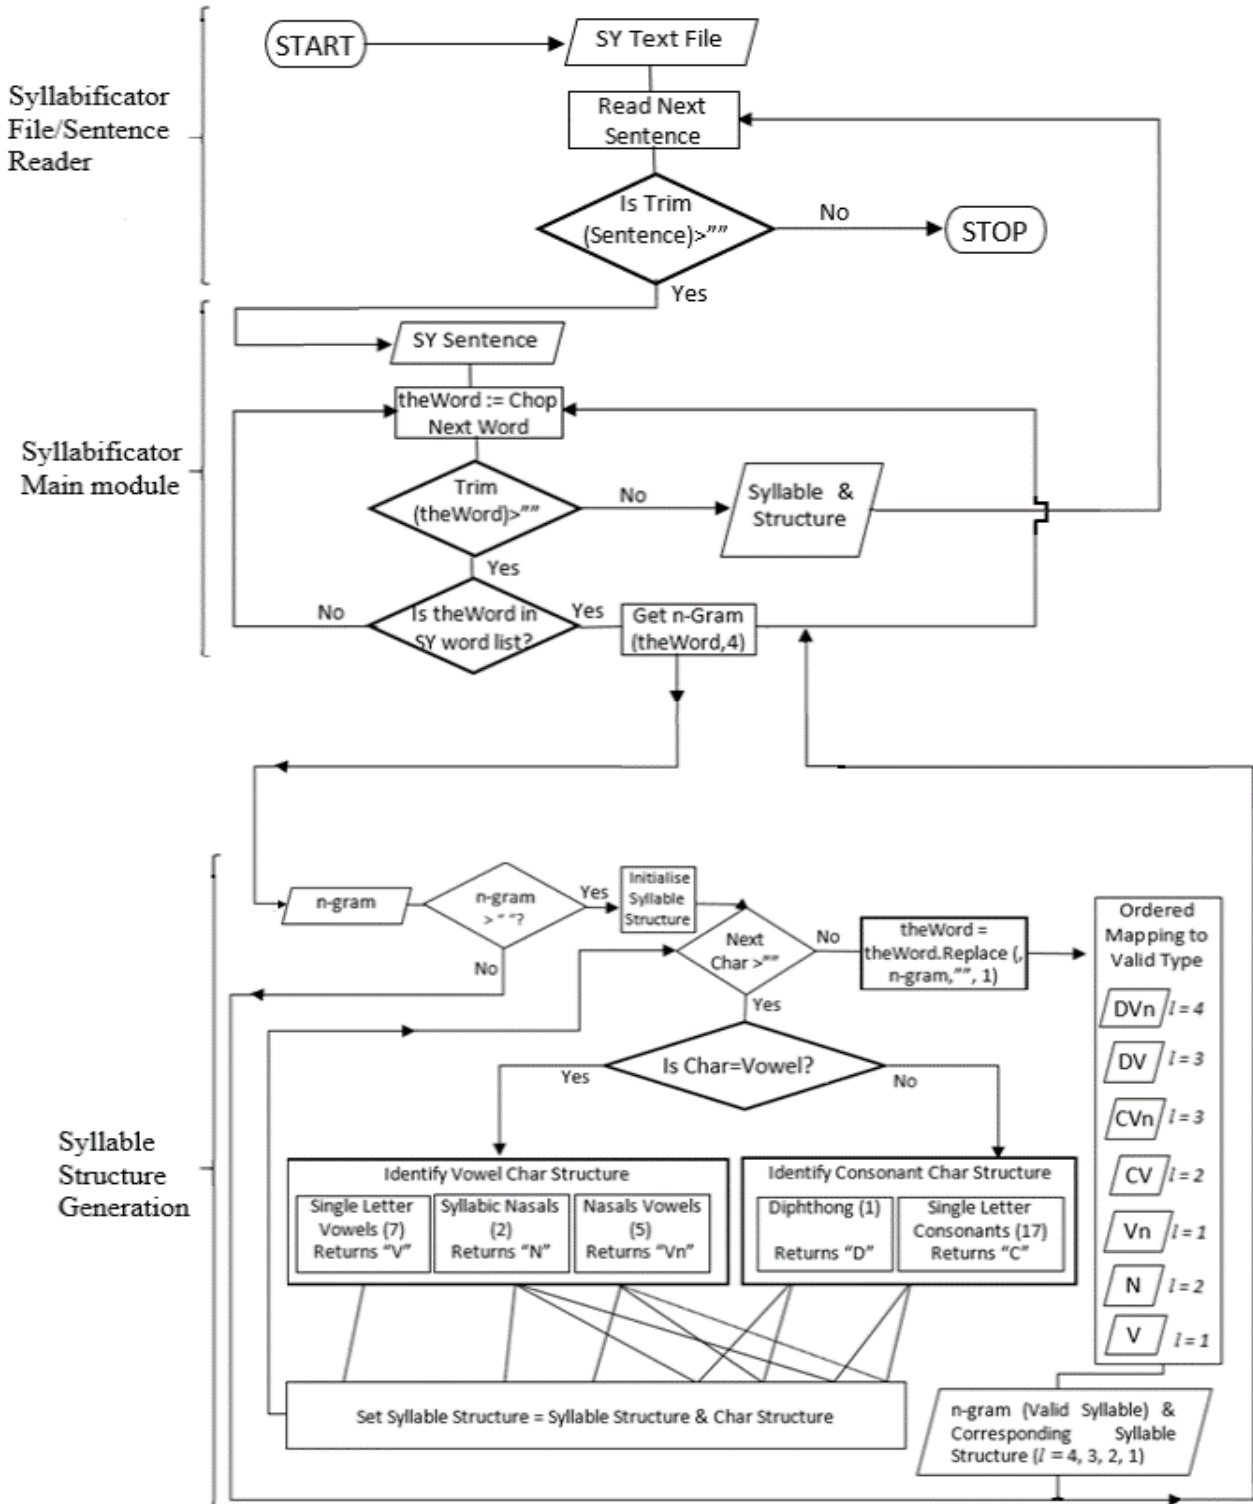 START
SY Text File
Syllabificator
File/Sentence
Reader
Read Next
Sentence
Is Trim
(Sentence)>””
No
STOP
Yes
SY Sentence
theWord := Chop
Next Word
Syllabificator
Main module
Trim
(theWord)>””
No
Syllable &
Structure
Yes
No
Is theWord in
SY word list?
Yes
Get n-Gram
(theWord,4)
n-gram
n-gram
> “ “?
Yes
Initialise
Syllable
Structure
No
Next
Char >””
No
theWord =
theWord.Replace (,
n-gram,””, 1)
Yes
Ordered
Mapping to
Valid Type
DVn l = 4
DV l = 3
CVn l = 3
CV l = 2
Vn l = 1
N l = 2
V l = 1
Is Char=Vowel?
Yes
No
Syllable
Structure
Generation
Identify Vowel Char Structure
Single Letter
Vowels (7)
Returns “V”
Syllabic Nasals
(2)
Returns “N”
Nasals Vowels
(5)
Returns “Vn”
Identify Consonant Char Structure
Diphthong (1)
Returns “D”
Single Letter
Consonants (17)
Returns “C”
Set Syllable Structure = Syllable Structure & Char Structure
n-gram (Valid Syllable) &
Corresponding Syllable
Structure (l = 4, 3, 2, 1)